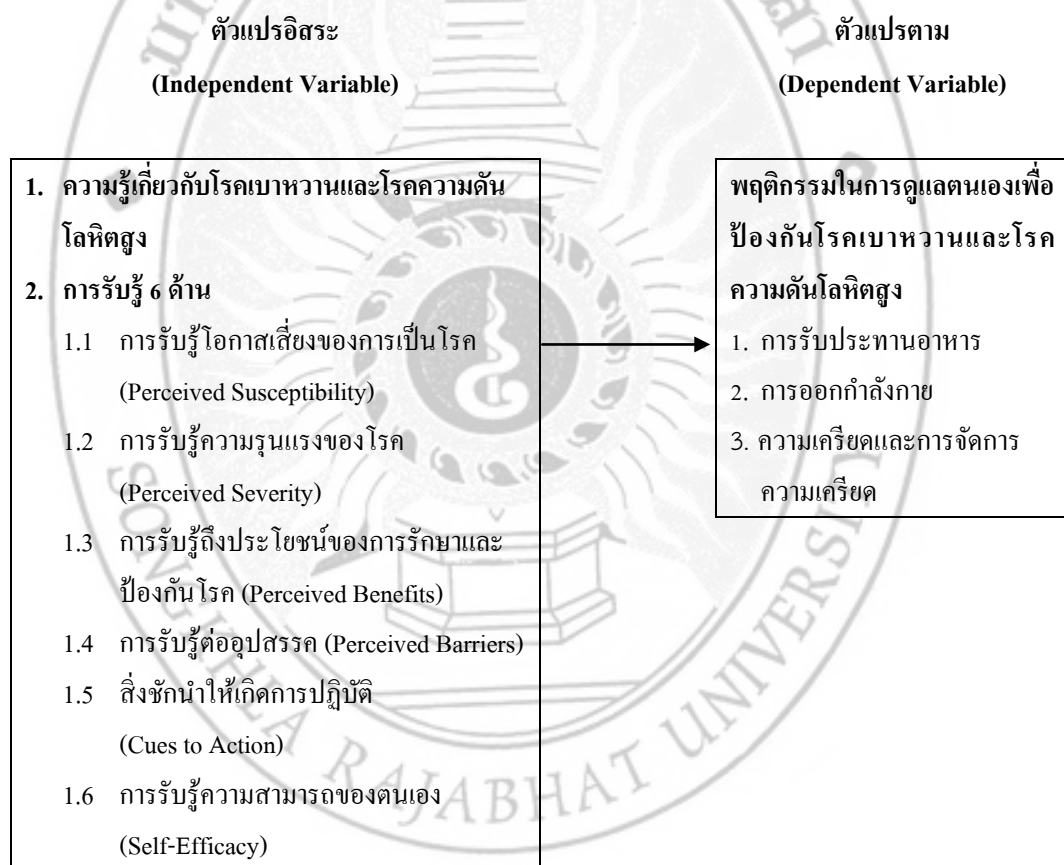 ตัวแปรอิสระ
(Independent Variable)
1. ความรู้เกี่ยวกับโรคเบาหวานและโรคความดัน
โลหิตสูง
2. การรับรู้ 6 ด้าน
1.1 การรับรู้โอกาสเสี่ยงของการเป็นโรค
(Perceived Susceptibility)
1.2 การรับรู้ความรุนแรงของโรค
(Perceived Severity)
1.3 การรับรู้ถึงประโยชน์ของการรักษาและ
ป้องกันโรค (Perceived Benefits)
1.4 การรับรู้ต่ออุปสรรค (Perceived Barriers)
1.5 สิ่งชักนำให้เกิดการปฏิบัติ
(Cues to Action)
1.6 การรับรู้ความสามารถของตนเอง
(Self-Efficacy)
ตัวแปรตาม
(Dependent Variable)
พฤติกรรมในการดูแลตนเองเพื่อ
ป้องกันโรคเบาหวานและโรค
ความดันโลหิตสูง
1. การรับประทานอาหาร
2. การออกกำลังกาย
3. ความเครียดและการจัดการ
ความเครียด
SONGKHLA RAJABHAT UNIVERSITY